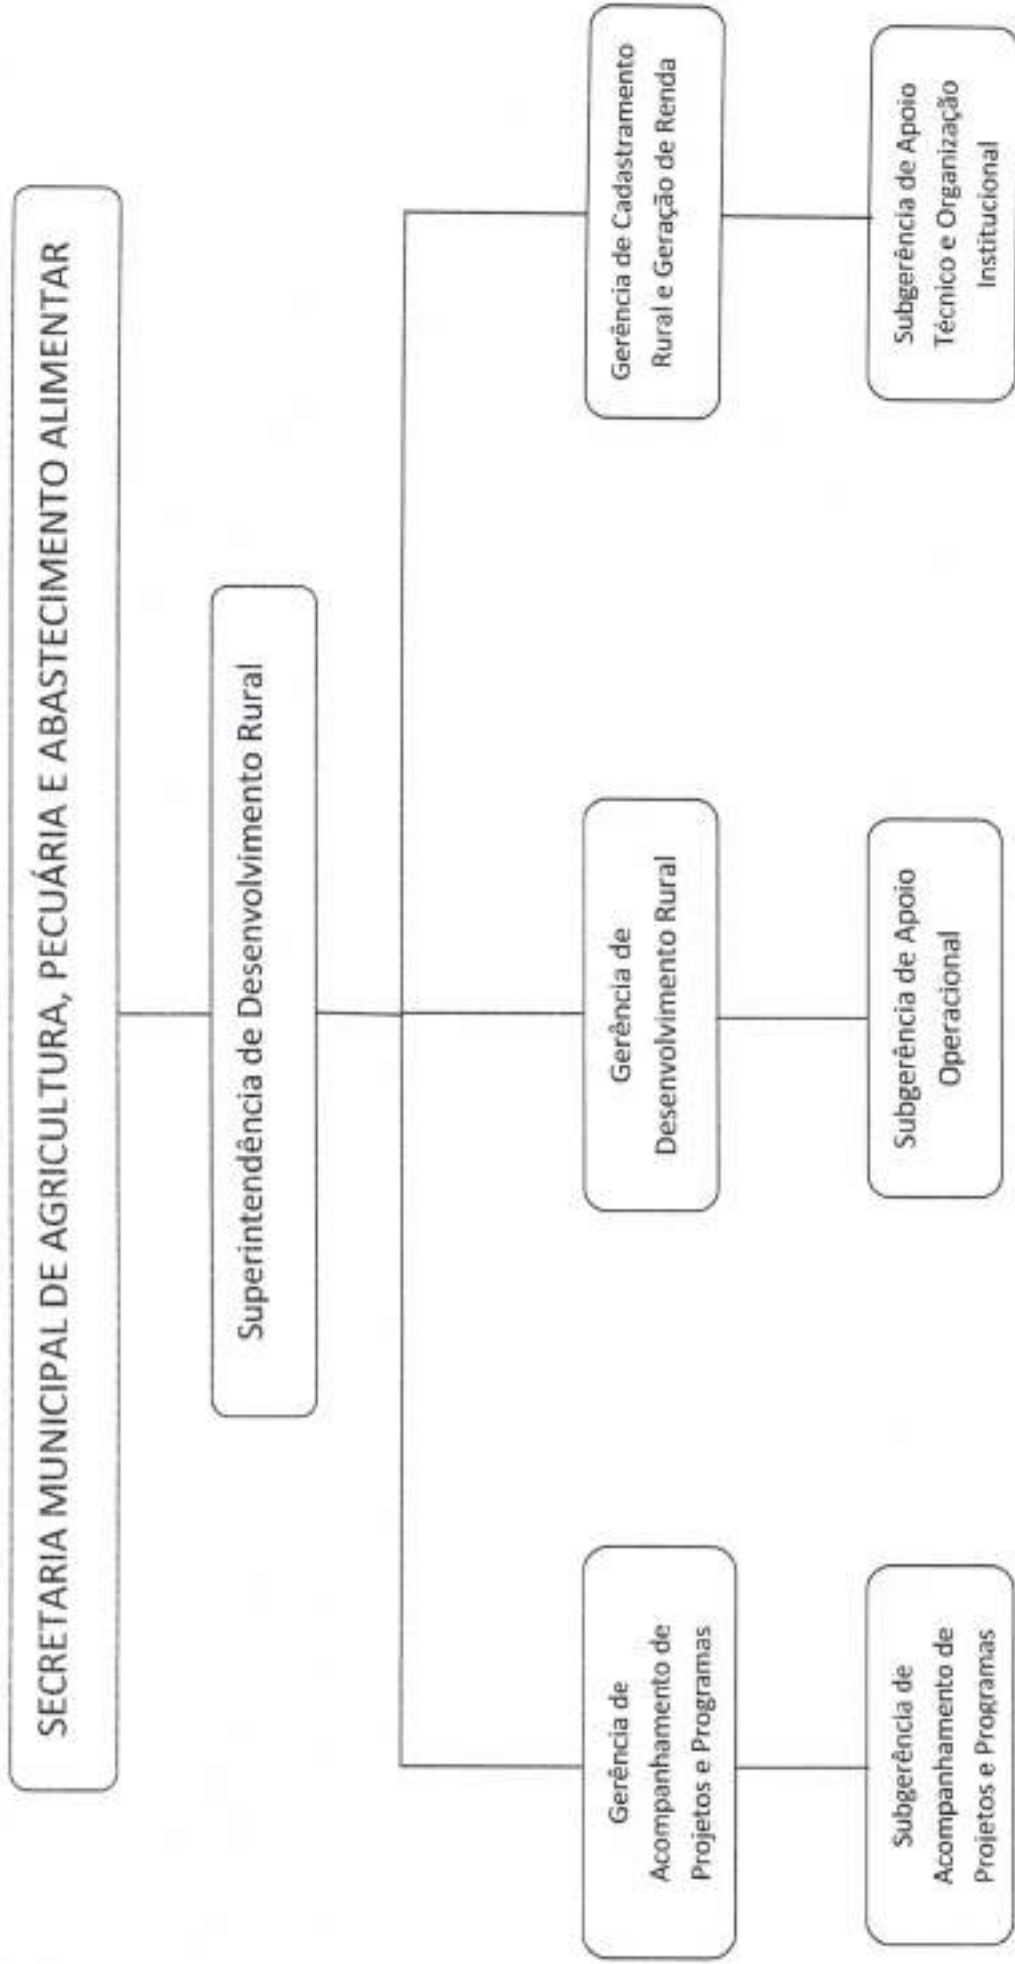 SECRETARIA MUNICIPAL DE AGRICULTURA, PECUÁRIA E ABASTECIMENTO ALIMENTAR
Superintendência de Desenvolvimento Rural
Gerência de
Acompanhamento de
Projetos e Programas
Gerência de
Desenvolvimento Rural
Gerência de Cadastramento
Rural e Geração de Renda
Subgerência de
Acompanhamento de
Projetos e Programas
Subgerência de Apoio
Operacional
Subgerência de Apoio
Técnico e Organização
Institucional